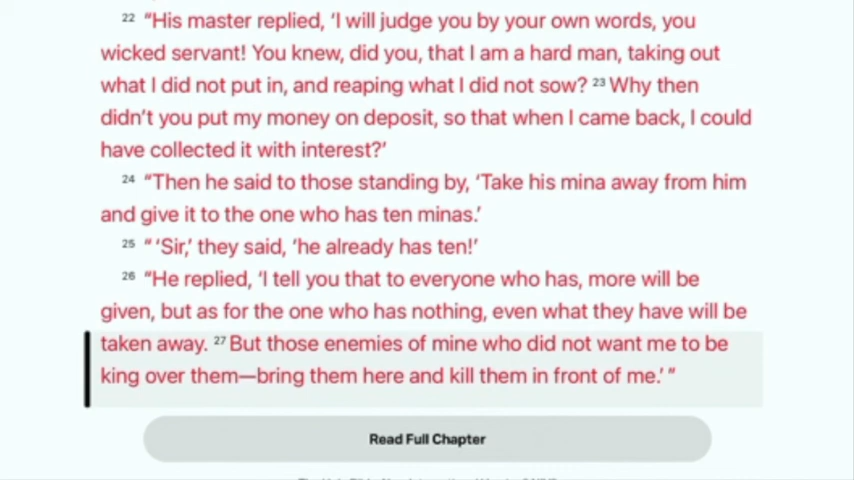 22 “His master replied, ‘I will judge you by your own words, you
wicked servant! You knew, did you, that I am a hard man, taking out
what I did not put in, and reaping what I did not sow? 23 Why then
didn’t you put my money on deposit, so that when I came back, I could
have collected it with interest?’
24 “Then he said to those standing by, ‘Take his mina away from him
and give it to the one who has ten minas.’
25 “ ‘Sir,’ they said, ‘he already has ten!’
26 “He replied, ‘I tell you that to everyone who has, more will be
given, but as for the one who has nothing, even what they have will be
taken away. 27 But those enemies of mine who did not want me to be
king over them—bring them here and kill them in front of me.’ ”
Read Full Chapter